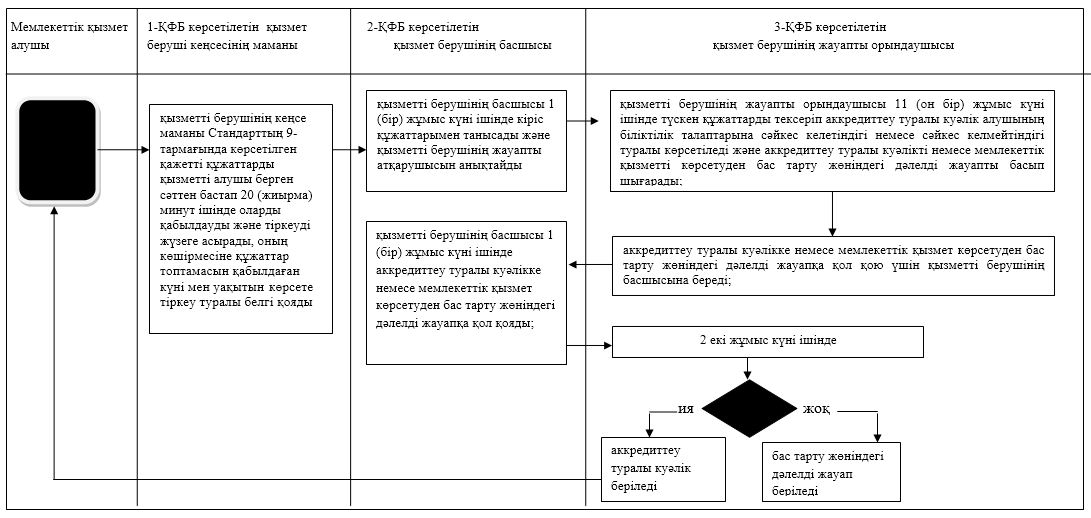 Мемлекеттік қызмет
алушы
1-ҚФБ көрсетілетін қызмет
беруші кеңсесінің маманы
2-ҚФБ көрсетілетін
қызмет берушінің басшысы
3-ҚФБ көрсетілетін
қызмет берушінің жауапты орындаушысы
қызметті берушінің кеңсе
маманы Стандарттың 9-
тармағында көрсетілген
қажетті құжаттарды
қызметті алушы берген
сәттен бастап 20 (жиырма)
минут ішінде оларды
қабылдауды және тіркеуді
жүзеге асырады, оның
көшірмесіне құжаттар
топтамасын қабылдаған
күні мен уақытын көрсете
тіркеу туралы белгі қояды
қызметті берушінің басшысы 1
(бір) жұмыс күні ішінде кіріс
құжаттарымен танысады және
қызметті берушінің жауапты
атқарушысын анықтайды
қызметті берушінің жауапты орындаушысы 11 (он бір) жұмыс күні
ішінде түскен құжаттарды тексеріп аккредиттеу туралы куәлік алушының
біліктілік талаптарына сәйкес келетіндігі немесе сәйкес келмейтіндігі
туралы көрсетіледі және аккредиттеу туралы куәлікті немесе мемлекеттік
қызметті көрсетуден бас тарту жөніндегі дәлелді жауапты басып
шығарады;
аккредиттеу туралы куәлікке немесе мемлекеттік қызмет көрсетуден бас
тарту жөніндегі дәлелді жауапқа қол қою үшін қызметті берушінің
басшысына береді;
қызметті берушінің басшысы 1
(бір) жұмыс күні ішінде
аккредиттеу туралы куәлікке
немесе мемлекеттік қызмет
көрсетуден бас тарту жөніндегі
дәлелді жауапқа қол қояды;
2 екі жұмыс күні ішінде
ия
жоқ
аккредиттеу
туралы куәлік
беріледі
бас тарту жөніндегі
дәлелді жауап
беріледі